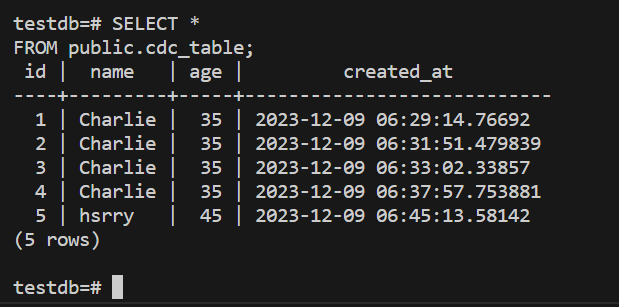 testdb=# SELECT *
FROM public.cdc_table;
 id |  name   | age |         created_at
----+---------+-----+----------------------------
  1 | Charlie |  35 | 2023-12-09 06:29:14.76692
  2 | Charlie |  35 | 2023-12-09 06:31:51.479839
  3 | Charlie |  35 | 2023-12-09 06:33:02.33857
  4 | Charlie |  35 | 2023-12-09 06:37:57.753881
  5 | hsrry   |  45 | 2023-12-09 06:45:13.58142
(5 rows)
testdb=#